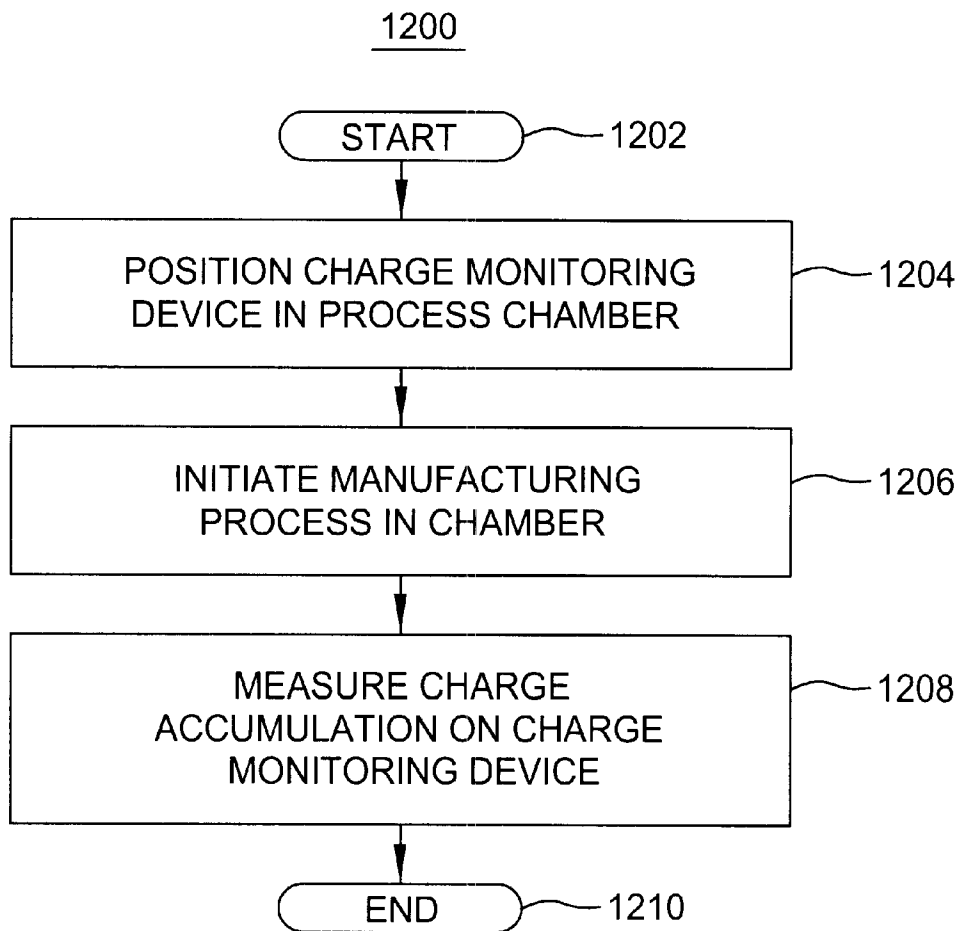 1200
START
1202
POSITION CHARGE MONITORING
DEVICE IN PROCESS CHAMBER
1204
INITIATE MANUFACTURING
PROCESS IN CHAMBER
1206
MEASURE CHARGE
ACCUMULATION ON CHARGE
MONITORING DEVICE
1208
END
1210